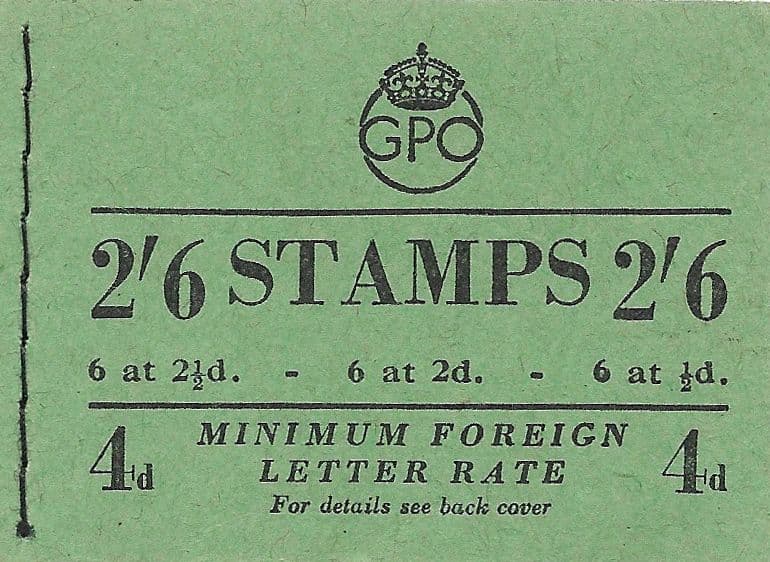 GPO
2'6 STAMPS 2'6
6 at 2½d. - 6 at 2d. - 6 at ½d.
4d MINIMUM FOREIGN 4d
LETTER RATE
For details see back cover